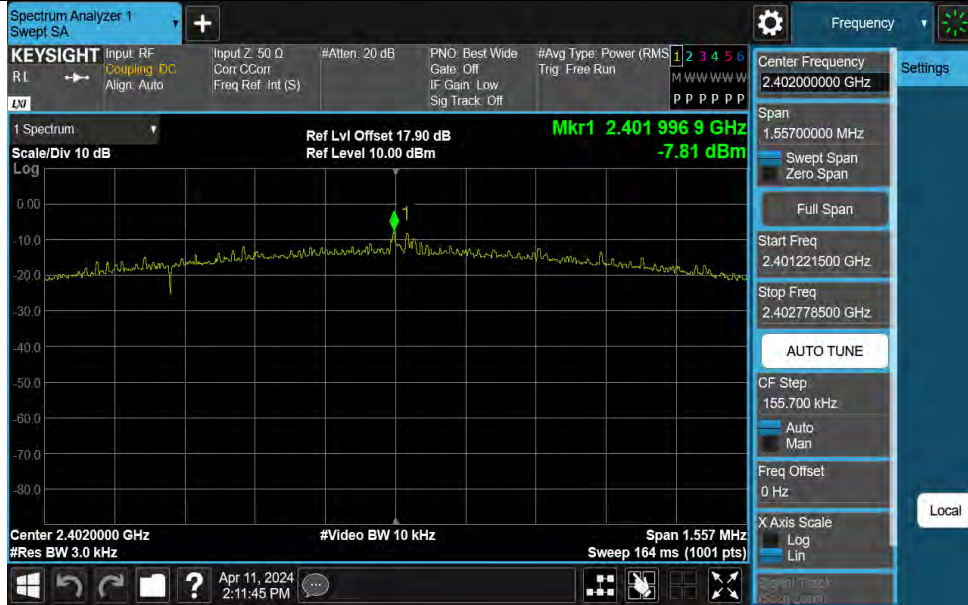 Spectrum Analyzer 1
Swept SA
+
Frequency
KEYSIGHT
RL
LXI
Input: RF
Coupling: DC
Align: Auto
Input Z: 50 Ω
Corr CCorr
Freq Ref: Int (S)
#Atten: 20 dB
PNO: Best Wide
Gate: Off
IF Gain: Low
Sig Track: Off
#Avg Type: Power (RMS
Trig: Free Run
1 2 3 4 5 6
M W W W W W
P P P P P P
1 Spectrum
Scale/Div 10 dB
Ref Lvl Offset 17.90 dB
Ref Level 10.00 dBm
Mkr1 2.401 996 9 GHz
-7.81 dBm
Log
0.00
-10.0
-20.0
-30.0
-40.0
-50.0
-60.0
-70.0
-80.0
1
Center 2.4020000 GHz
#Res BW 3.0 kHz
#Video BW 10 kHz
Span 1.557 MHz
Sweep 164 ms (1001 pts)
Center Frequency
2.402000000 GHz
Span
1.55700000 MHz
Swept Span
Zero Span
Full Span
Start Freq
2.401221500 GHz
Stop Freq
2.402778500 GHz
AUTO TUNE
CF Step
155.700 kHz
Auto
Man
Freq Offset
0 Hz
X Axis Scale
Log
Lin
Signal Track
(Span Zoom)
Settings
Local
?
Apr 11, 2024
2:11:45 PM